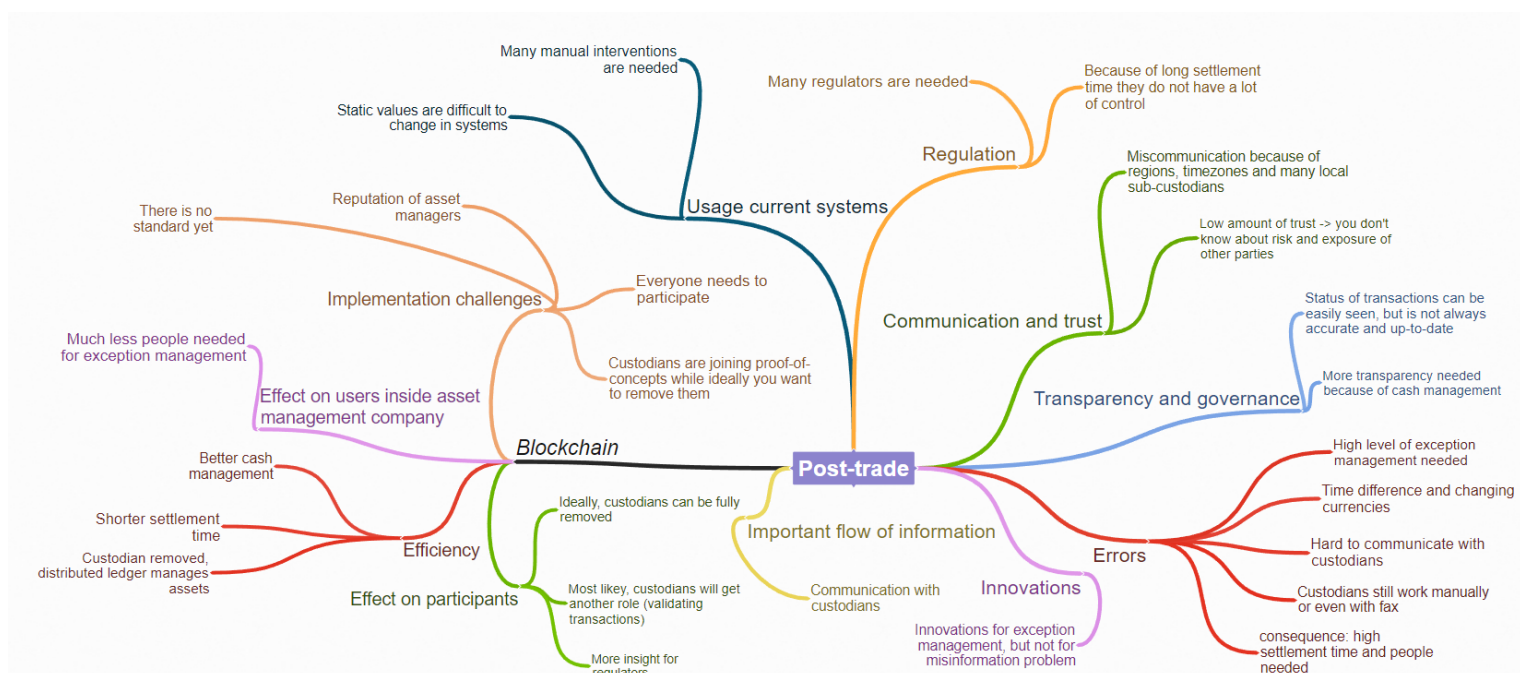 Many manual interventions
are needed
Static values are difficult to
change in systems
Usage current systems
Many regulators are needed
Because of long settlement
time they do not have a lot
of control
Regulation
Miscommunication because of
regions, timezones and many local
sub-custodians
Low amount of trust -> you don't
know about risk and exposure of
other parties
Communication and trust
Status of transactions can be
easily seen, but is not always
accurate and up-to-date
More transparency needed
because of cash management
Transparency and governance
There is no
standard yet
Reputation of asset
managers
Implementation challenges
Everyone needs to
participate
Custodians are joining proof-of-
concepts while ideally you want
to remove them
Much less people needed
for exception management
Effect on users inside asset
management company
Blockchain
Post-trade
Better cash
management
Shorter settlement
time
Custodian removed,
distributed ledger manages
assets
Efficiency
Ideally, custodians can be fully
removed
Most likey, custodians will get
another role (validating
transactions)
More insight for
regulators
Effect on participants
Important flow of information
Communication with
custodians
Innovations
Innovations for exception
management, but not for
misinformation problem
Errors
High level of exception
management needed
Time difference and changing
currencies
Hard to communicate with
custodians
Custodians still work manually
or even with fax
consequence: high
settlement time and people
needed